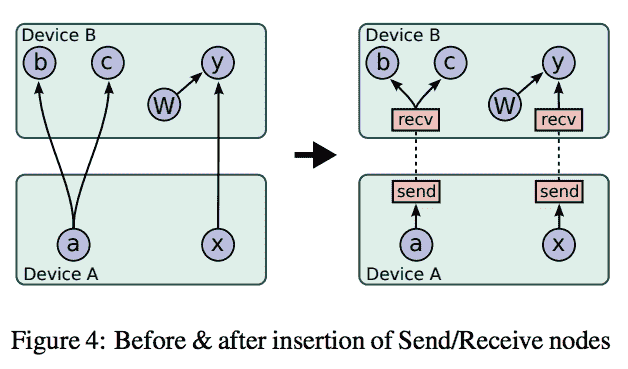 Device B
b
c
y
W
a
x
Device A
Device B
b
c
y
W
recv
recv
send
send
a
x
Device A
Figure 4: Before & after insertion of Send/Receive nodes